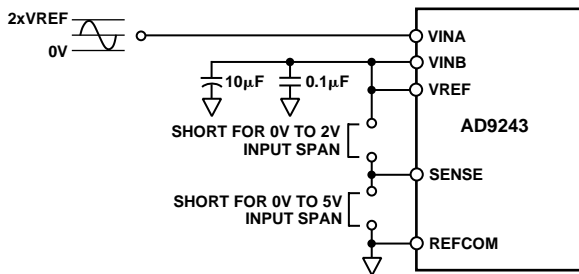 2xVREF
0V
10µF
0.1µF
SHORT FOR 0V TO 2V
INPUT SPAN
SHORT FOR 0V TO 5V
INPUT SPAN
VINA
VINB
VREF
AD9243
SENSE
REFCOM